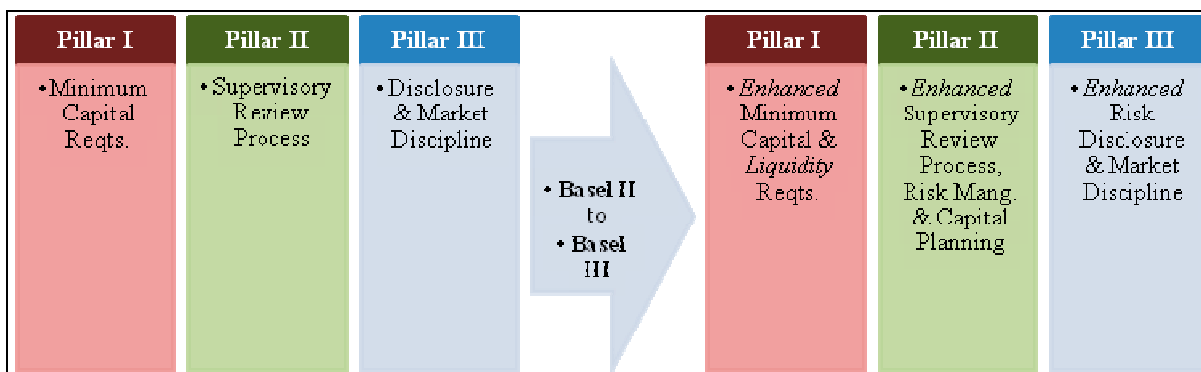 Pillar I
• Minimum
Capital
Reqts.
Pillar II
• Supervisory
Review
Process
Pillar III
• Disclosure
& Market
Discipline
• Basel II
to
• Basel
III
Pillar I
• Enhanced
Minimum
Capital &
Liquidity
Reqts.
Pillar II
• Enhanced
Supervisory
Review
Process,
Risk Mang.
& Capital
Planning
Pillar III
• Enhanced
Risk
Disclosure
& Market
Discipline